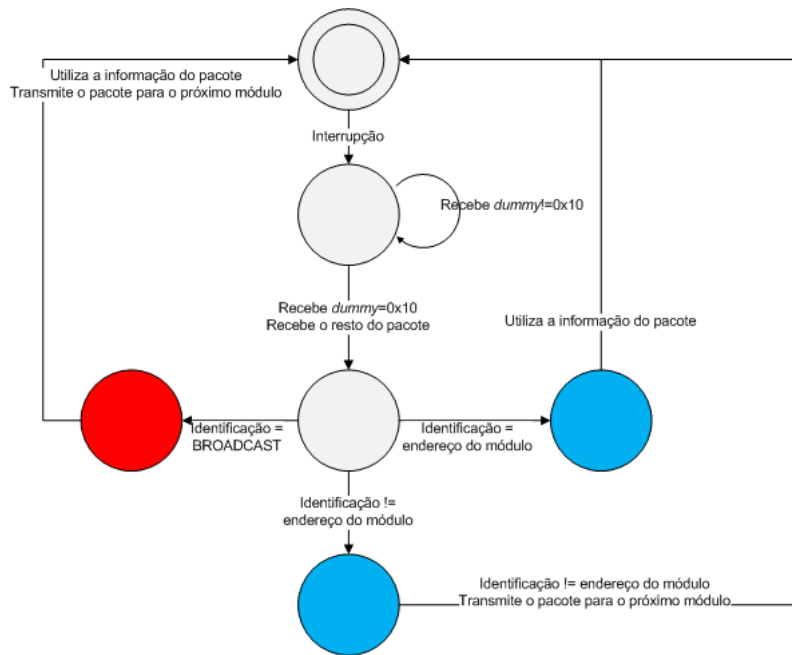 Utiliza a informação do pacote
Transmite o pacote para o próximo módulo
Interrupção
Recebe dummy!=0x10
Recebe dummy=0x10
Recebe o resto do pacote
Utiliza a informação do pacote
Identificação =
BROADCAST
Identificação =
endereço do módulo
Identificação !=
endereço do módulo
Identificação != endereço do módulo
Transmite o pacote para o próximo módulo